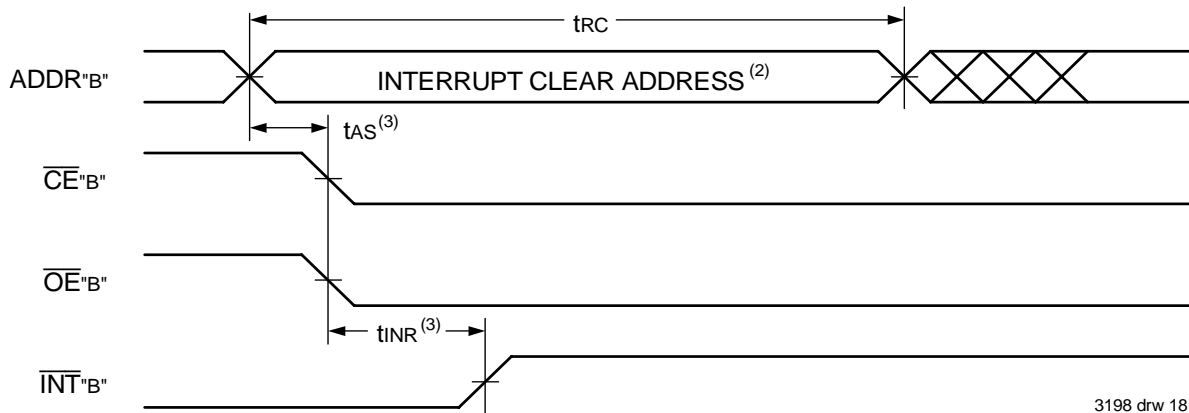 tRC
ADDR"B"
INTERRUPT CLEAR ADDRESS(2)
tAS(3)
CE"B"
OE"B"
tINR(3)
INT"B"
3198 drw 18